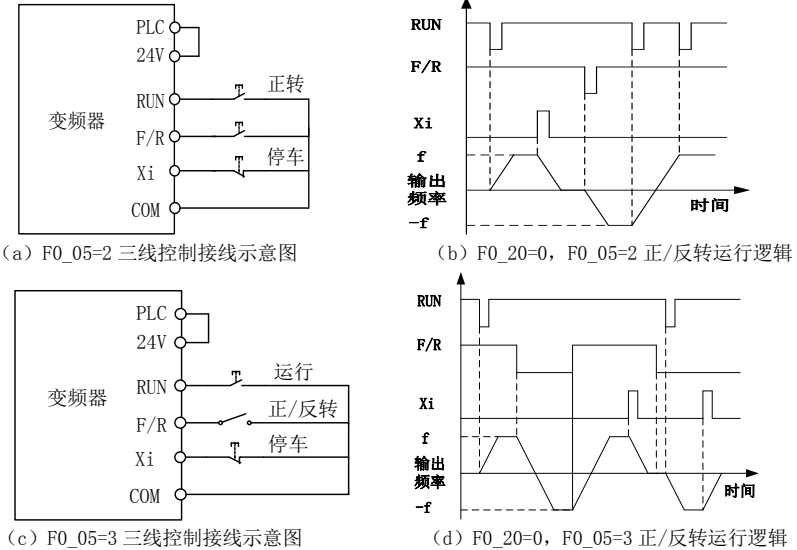 PLC
24V
RUN
正转
变频器
F/R
停车
Xi
COM
(a) F0_05=2 三线控制接线示意图
RUN
F/R
Xi
f
输出
频率
时间
-f
(b) F0_20=0, F0_05=2 正/反转运行逻辑
PLC
24V
RUN
运行
变频器
正/反转
F/R
停车
Xi
COM
(c) F0_05=3 三线控制接线示意图
RUN
F/R
Xi
f
输出
频率
时间
-f
(d) F0_20=0, F0_05=3 正/反转运行逻辑